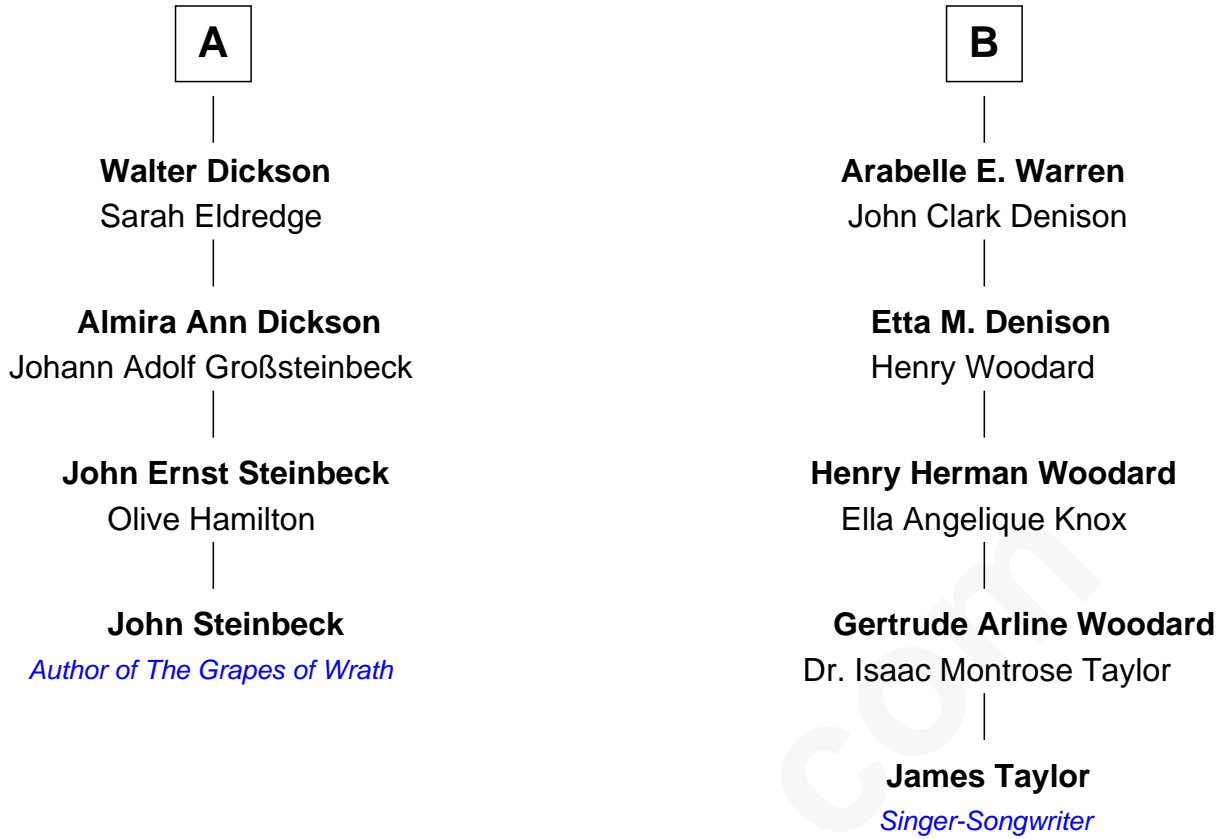 A
Walter Dickson
Sarah Eldredge
Almira Ann Dickson
Johann Adolf Großsteinbeck
John Ernst Steinbeck
Olive Hamilton
John Steinbeck
Author of The Grapes of Wrath
B
Arabelle E. Warren
John Clark Denison
Etta M. Denison
Henry Woodard
Henry Herman Woodard
Ella Angelique Knox
Gertrude Arline Woodard
Dr. Isaac Montrose Taylor
James Taylor
Singer-Songwriter
com